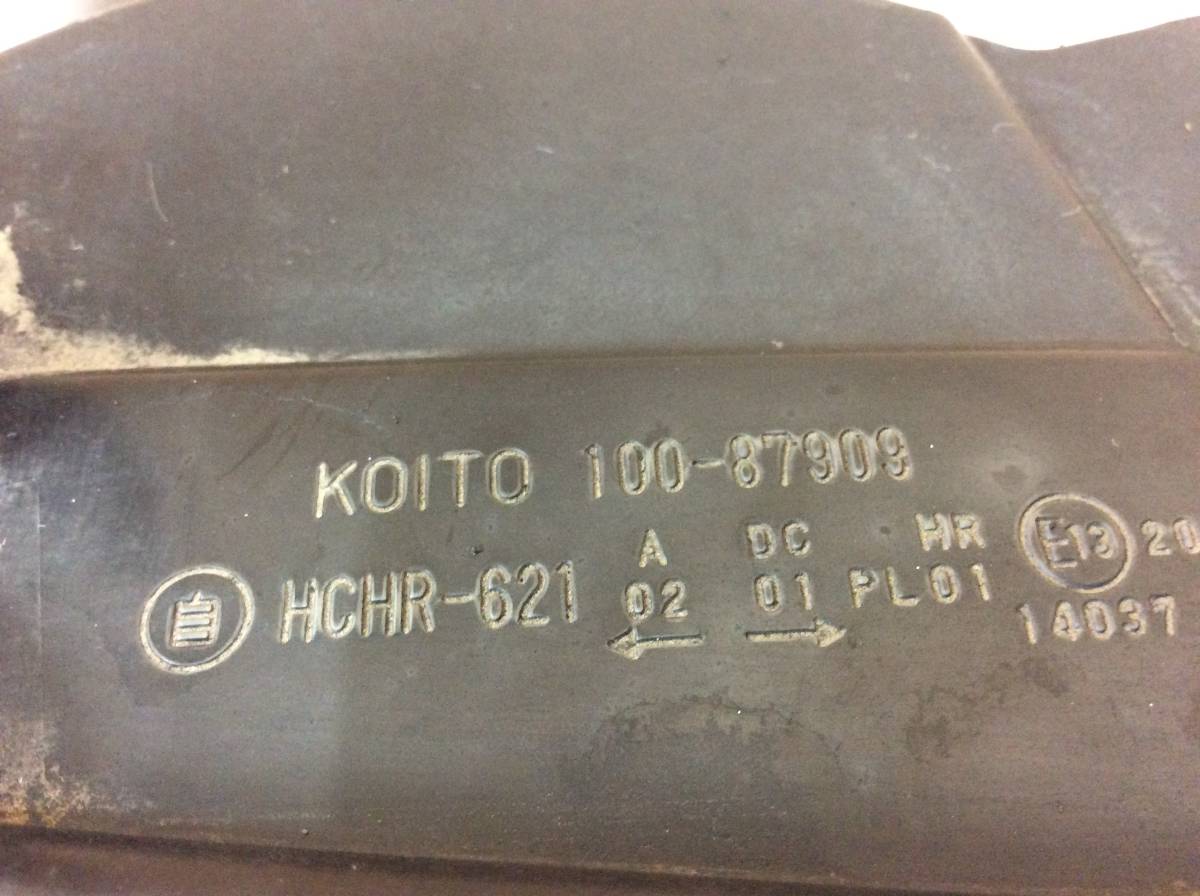 KOITO 100-87909
A DC HR E13 20
自 HCHR-621 02 01 PL01
← → 14037